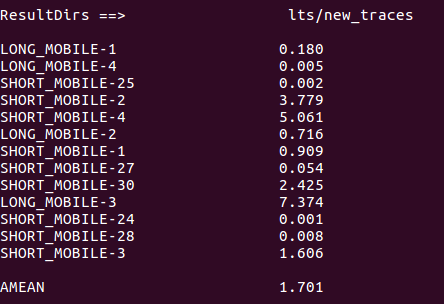 ResultDirs ==> lts/new_traces
LONG_MOBILE-1 0.180
LONG_MOBILE-4 0.005
SHORT_MOBILE-25 0.002
SHORT_MOBILE-2 3.779
SHORT_MOBILE-4 5.061
LONG_MOBILE-2 0.716
SHORT_MOBILE-1 0.909
SHORT_MOBILE-27 0.054
SHORT_MOBILE-30 2.425
LONG_MOBILE-3 7.374
SHORT_MOBILE-24 0.001
SHORT_MOBILE-28 0.008
SHORT_MOBILE-3 1.606
AMEAN 1.701